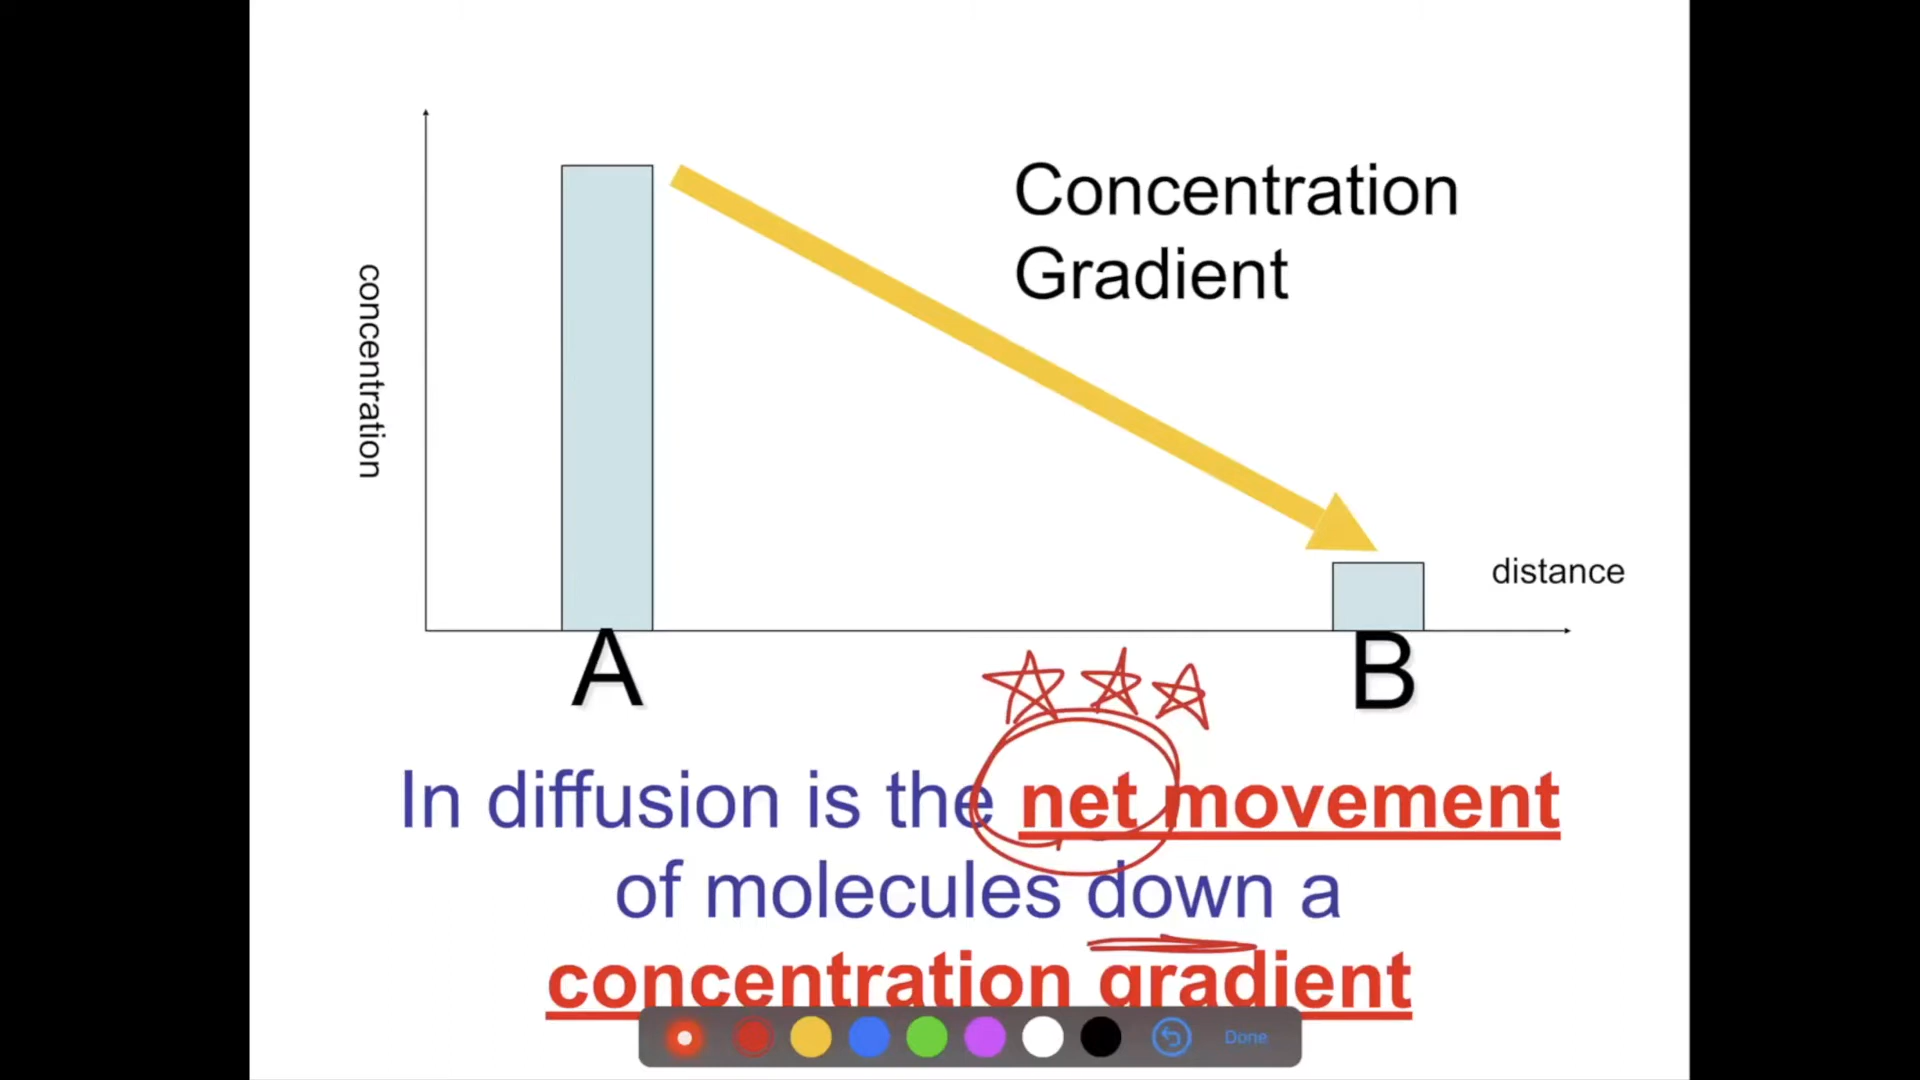 Concentration
Gradient
concentration
distance
A
B
In diffusion is the net movement
of molecules down a
concentration gradient
Done